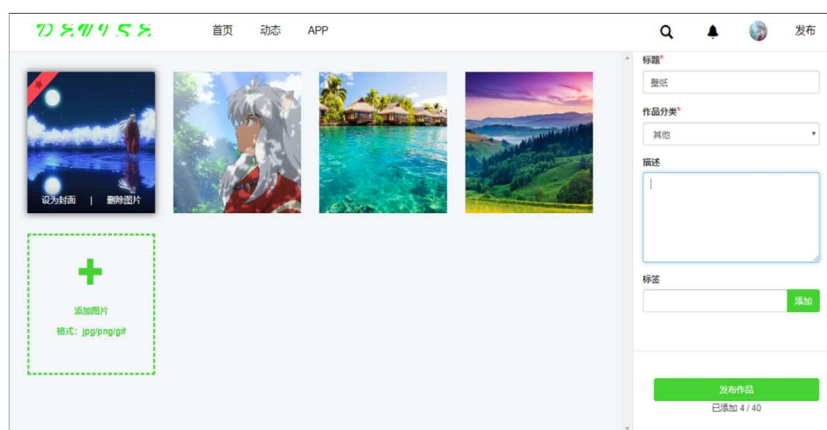 DEVISE
首页 动态 APP 发布
标题*
壁纸
作品分类*
其他
描述
设为封面 | 删除图片
标签
添加
添加图片
格式：jpg/png/gif
发布作品
已添加 4 / 40